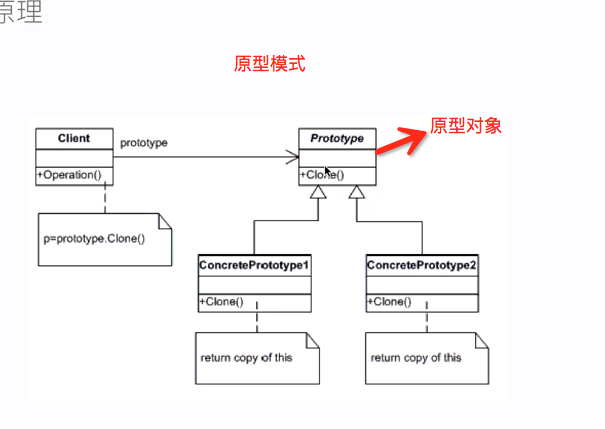 原理
原型模式
原型对象
Client
prototype
Prototype
+Operation()
+Clone()
p=prototype.Clone()
ConcretePrototype1
ConcretePrototype2
+Clone()
+Clone()
return copy of this
return copy of this